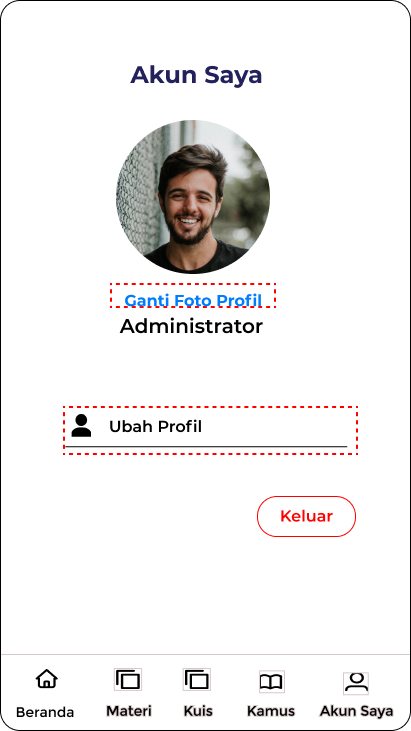 Akun Saya
Ganti Foto Profil
Administrator
Ubah Profil
Keluar
Beranda
Materi
Kuis
Kamus
Akun Saya